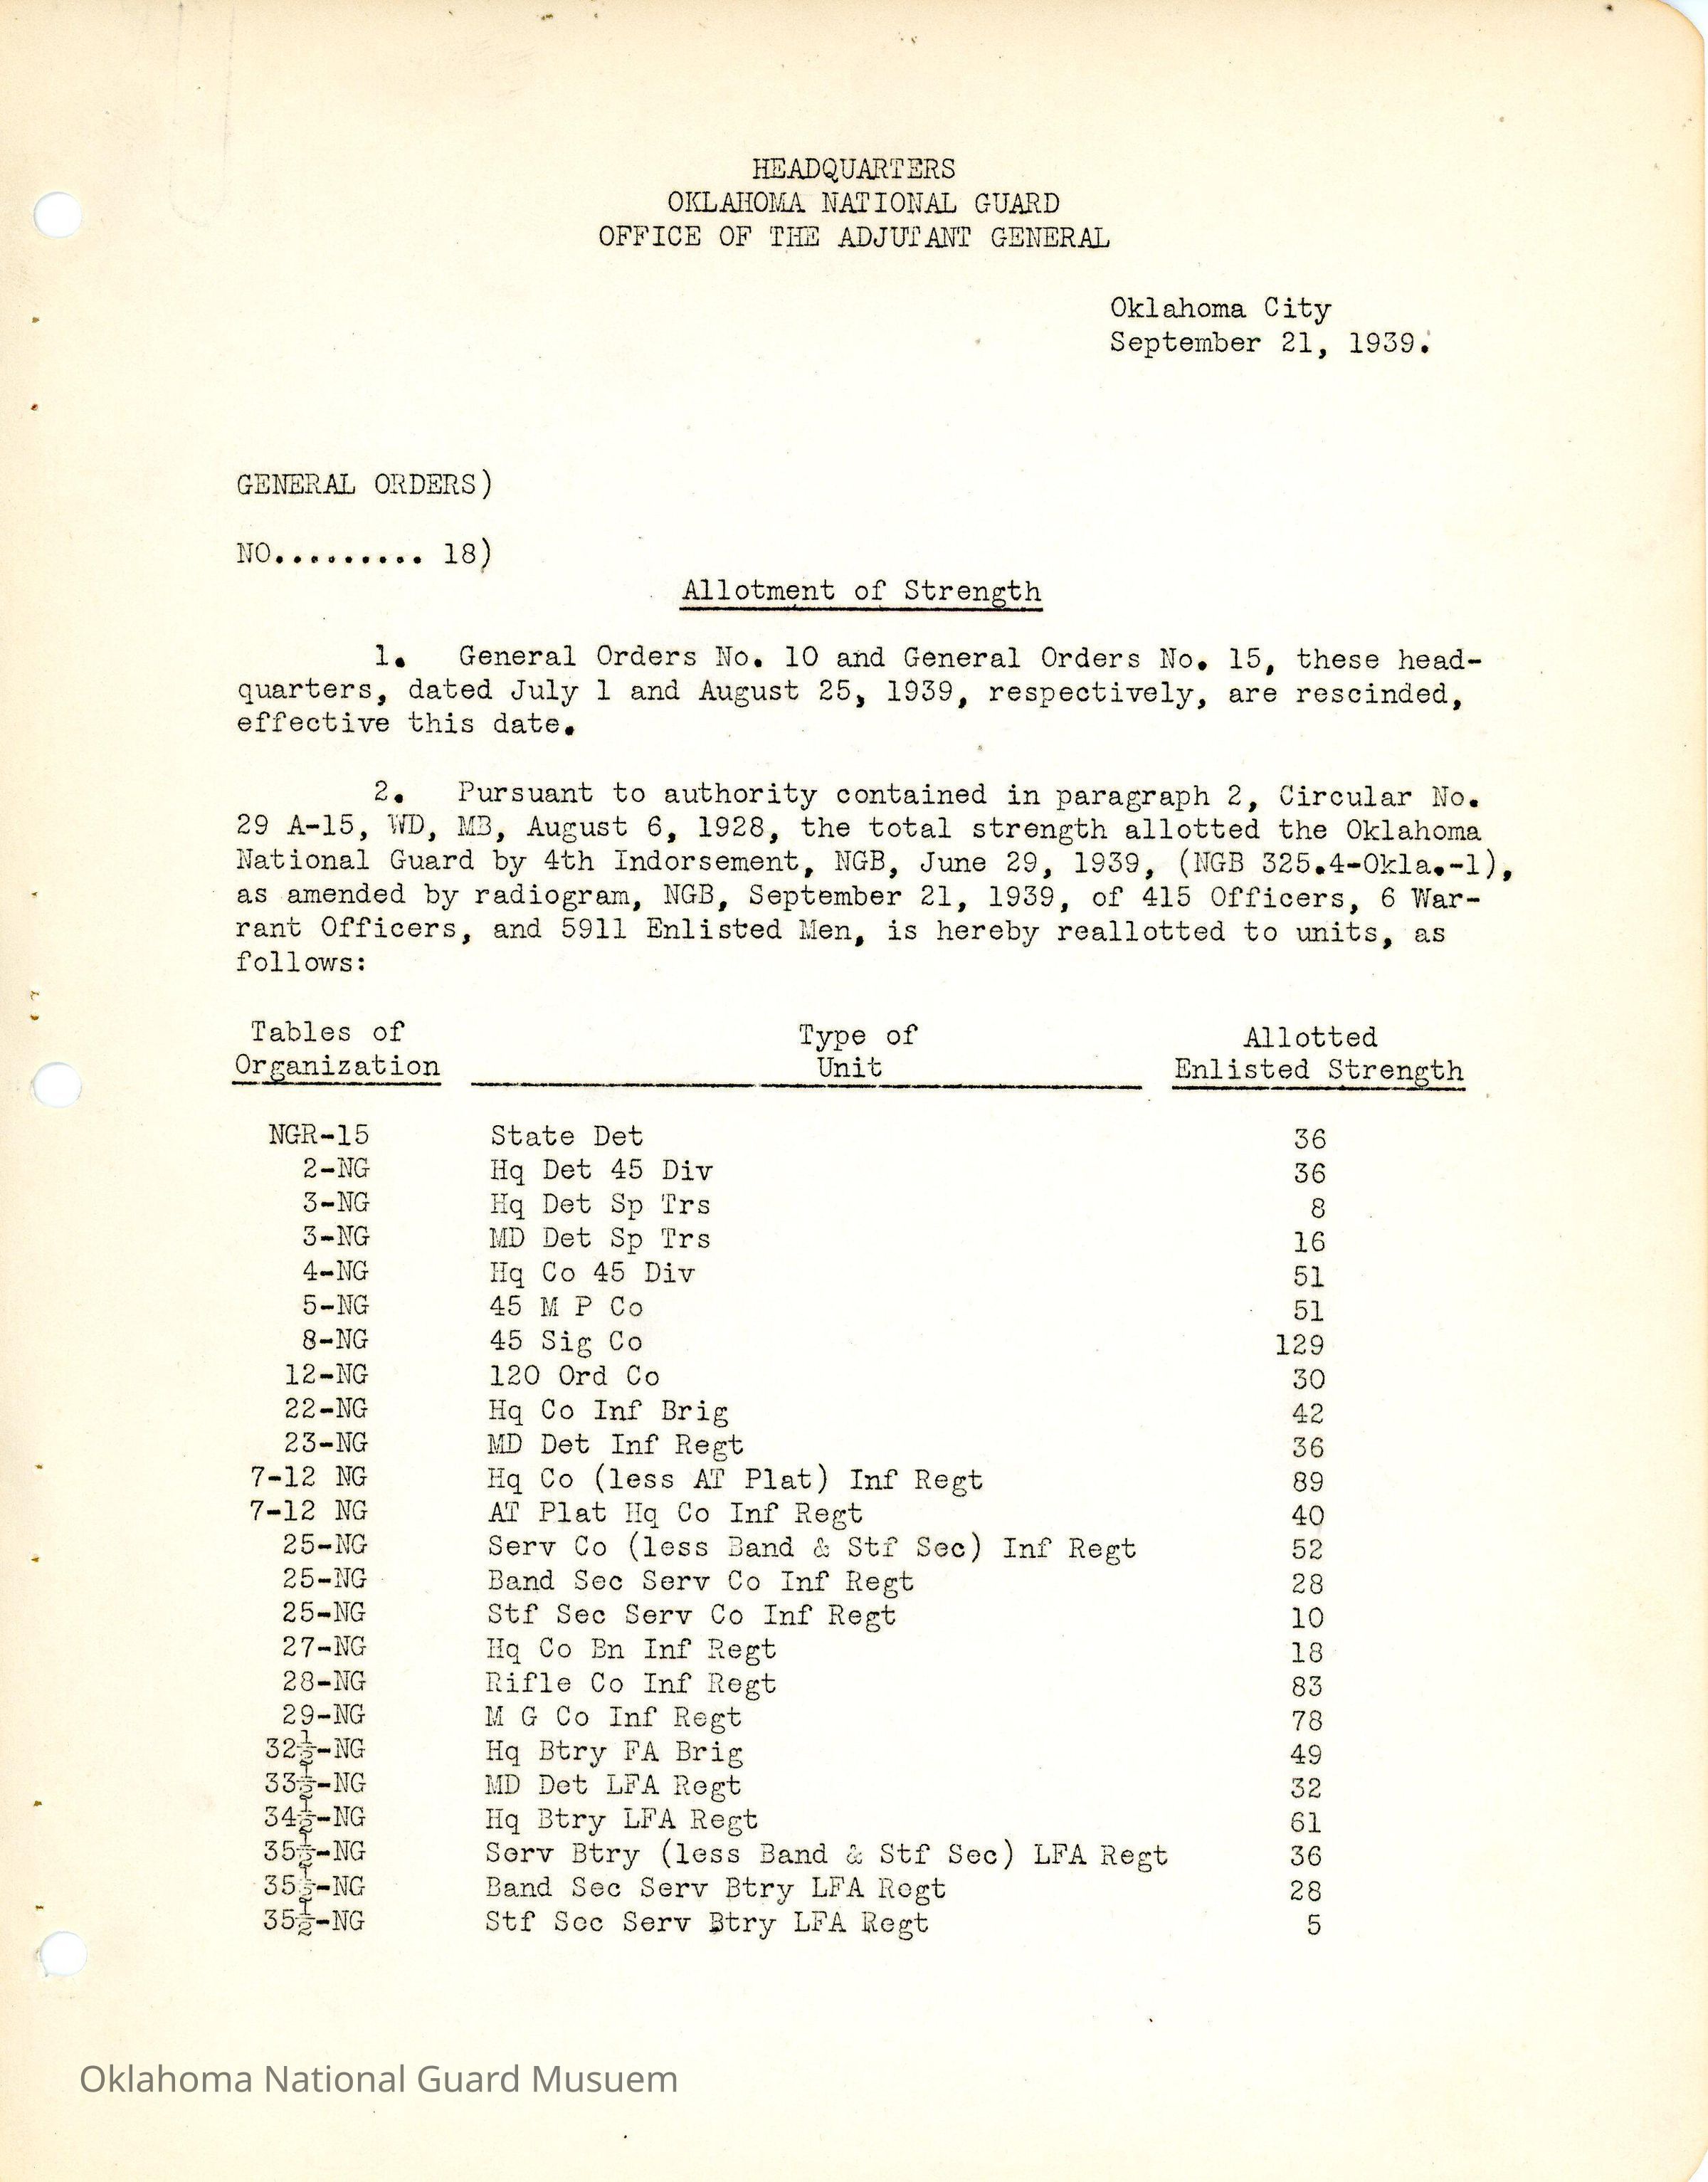 HEADQUARTERS
OKLAHOMA NATIONAL GUARD
OFFICE OF THE ADJUTANT GENERAL
Oklahoma City
September 21, 1939.
GENERAL ORDERS)
NO......... 18)
Allotment of Strength
1. General Orders No. 10 and General Orders No. 15, these head-
quarters, dated July 1 and August 25, 1939, respectively, are rescinded,
effective this date.
2. Pursuant to authority contained in paragraph 2, Circular No.
29 A-15, WD, MB, August 6, 1928, the total strength allotted the Oklahoma
National Guard by 4th Indorsement, NGB, June 29, 1939, (NGB 325.4-Okla.-1),
as amended by radiogram, NGB, September 21, 1939, of 415 Officers, 6 War-
rant Officers, and 5911 Enlisted Men, is hereby reallotted to units, as
follows:
Tables of Type of Allotted
Organization Unit Enlisted Strength
NGR-15 State Det 36
2-NG Hq Det 45 Div 36
3-NG Hq Det Sp Trs 8
3-NG MD Det Sp Trs 16
4-NG Hq Co 45 Div 51
5-NG 45 M P Co 51
8-NG 45 Sig Co 129
12-NG 120 Ord Co 30
22-NG Hq Co Inf Brig 42
23-NG MD Det Inf Regt 36
7-12 NG Hq Co (less AT Plat) Inf Regt 89
7-12 NG AT Plat Hq Co Inf Regt 40
25-NG Serv Co (less Band & Stf Sec) Inf Regt 52
25-NG Band Sec Serv Co Inf Regt 28
25-NG Stf Sec Serv Co Inf Regt 10
27-NG Hq Co Bn Inf Regt 18
28-NG Rifle Co Inf Regt 83
29-NG M G Co Inf Regt 78
32½-NG Hq Btry FA Brig 49
33½-NG MD Det LFA Regt 32
34½-NG Hq Btry LFA Regt 61
35½-NG Serv Btry (less Band & Stf Sec) LFA Regt 36
35½-NG Band Sec Serv Btry LFA Regt 28
35½-NG Stf Sec Serv Btry LFA Regt 5
Oklahoma National Guard Musuem